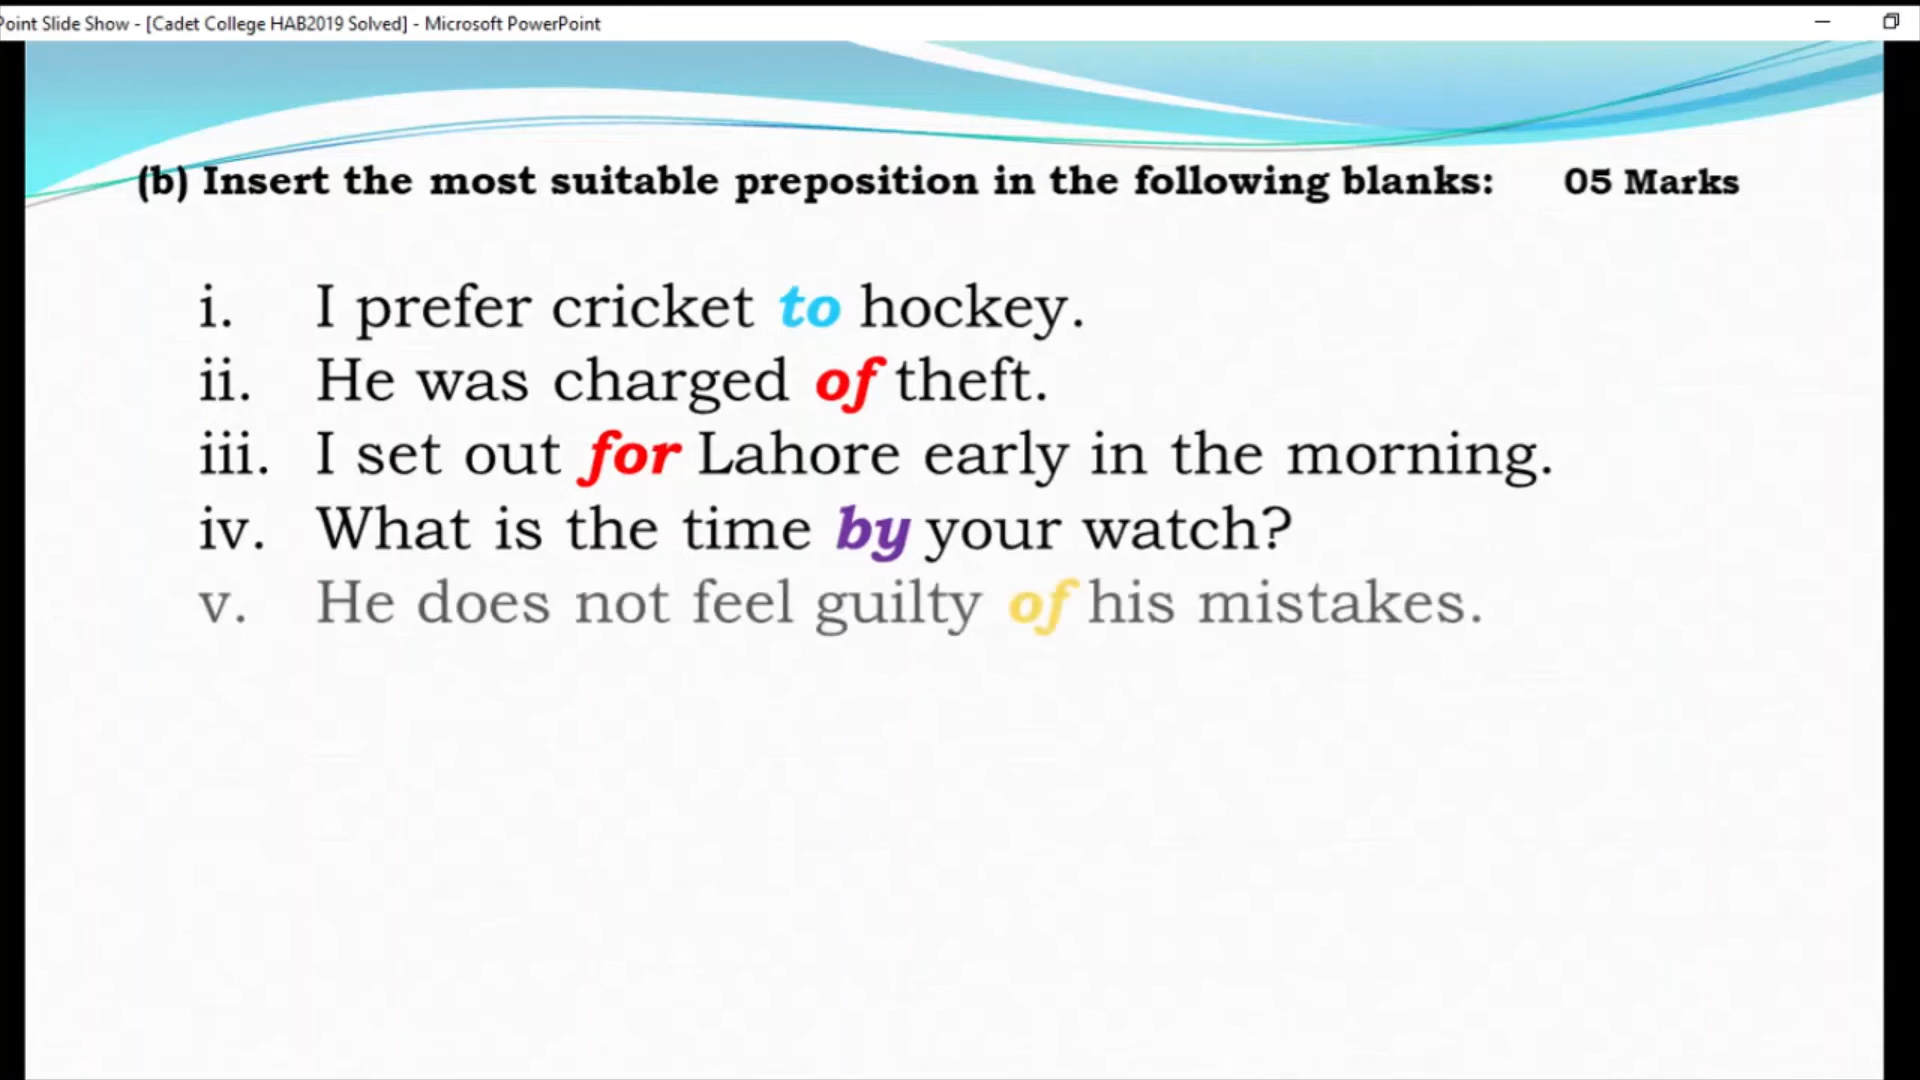 Point Slide Show - [Cadet College HAB2019 Solved] - Microsoft PowerPoint
(b) Insert the most suitable preposition in the following blanks: 05 Marks
i. I prefer cricket to hockey.
ii. He was charged of theft.
iii. I set out for Lahore early in the morning.
iv. What is the time by your watch?
v. He does not feel guilty of his mistakes.